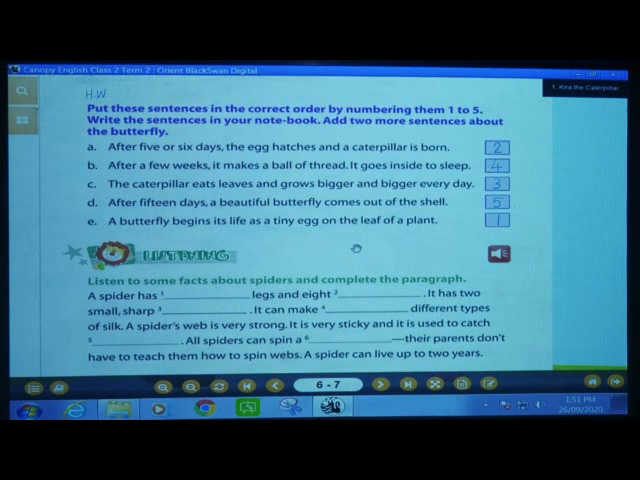 Canopy English Class 2 Term 2 : Orient BlackSwan Digital
1. Kira the Caterpillar
H.W
Put these sentences in the correct order by numbering them 1 to 5.
Write the sentences in your note-book. Add two more sentences about
the butterfly.
a. After five or six days, the egg hatches and a caterpillar is born. 2
b. After a few weeks, it makes a ball of thread. It goes inside to sleep. 4
c. The caterpillar eats leaves and grows bigger and bigger every day. 3
d. After fifteen days, a beautiful butterfly comes out of the shell. 5
e. A butterfly begins its life as a tiny egg on the leaf of a plant. 1
LISTENING
Listen to some facts about spiders and complete the paragraph.
A spider has 1____________ legs and eight 2____________. It has two
small, sharp 3____________. It can make 4____________ different types
of silk. A spider's web is very strong. It is very sticky and it is used to catch
5____________. All spiders can spin a 6____________—their parents don't
have to teach them how to spin webs. A spider can live up to two years.
6 - 7
1:51 PM
26/09/2020